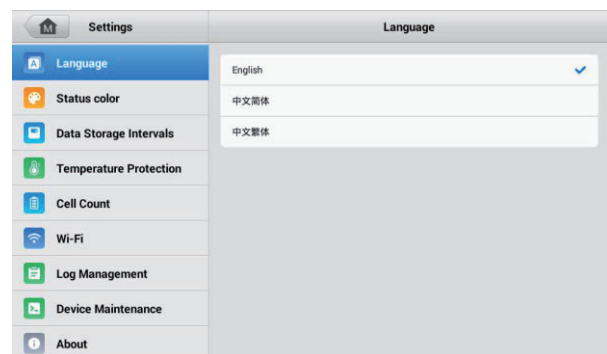 M
Settings
Language
Language
Status color
Data Storage Intervals
Temperature Protection
Cell Count
Wi-Fi
Log Management
Device Maintenance
About
English
中文简体
中文繁体